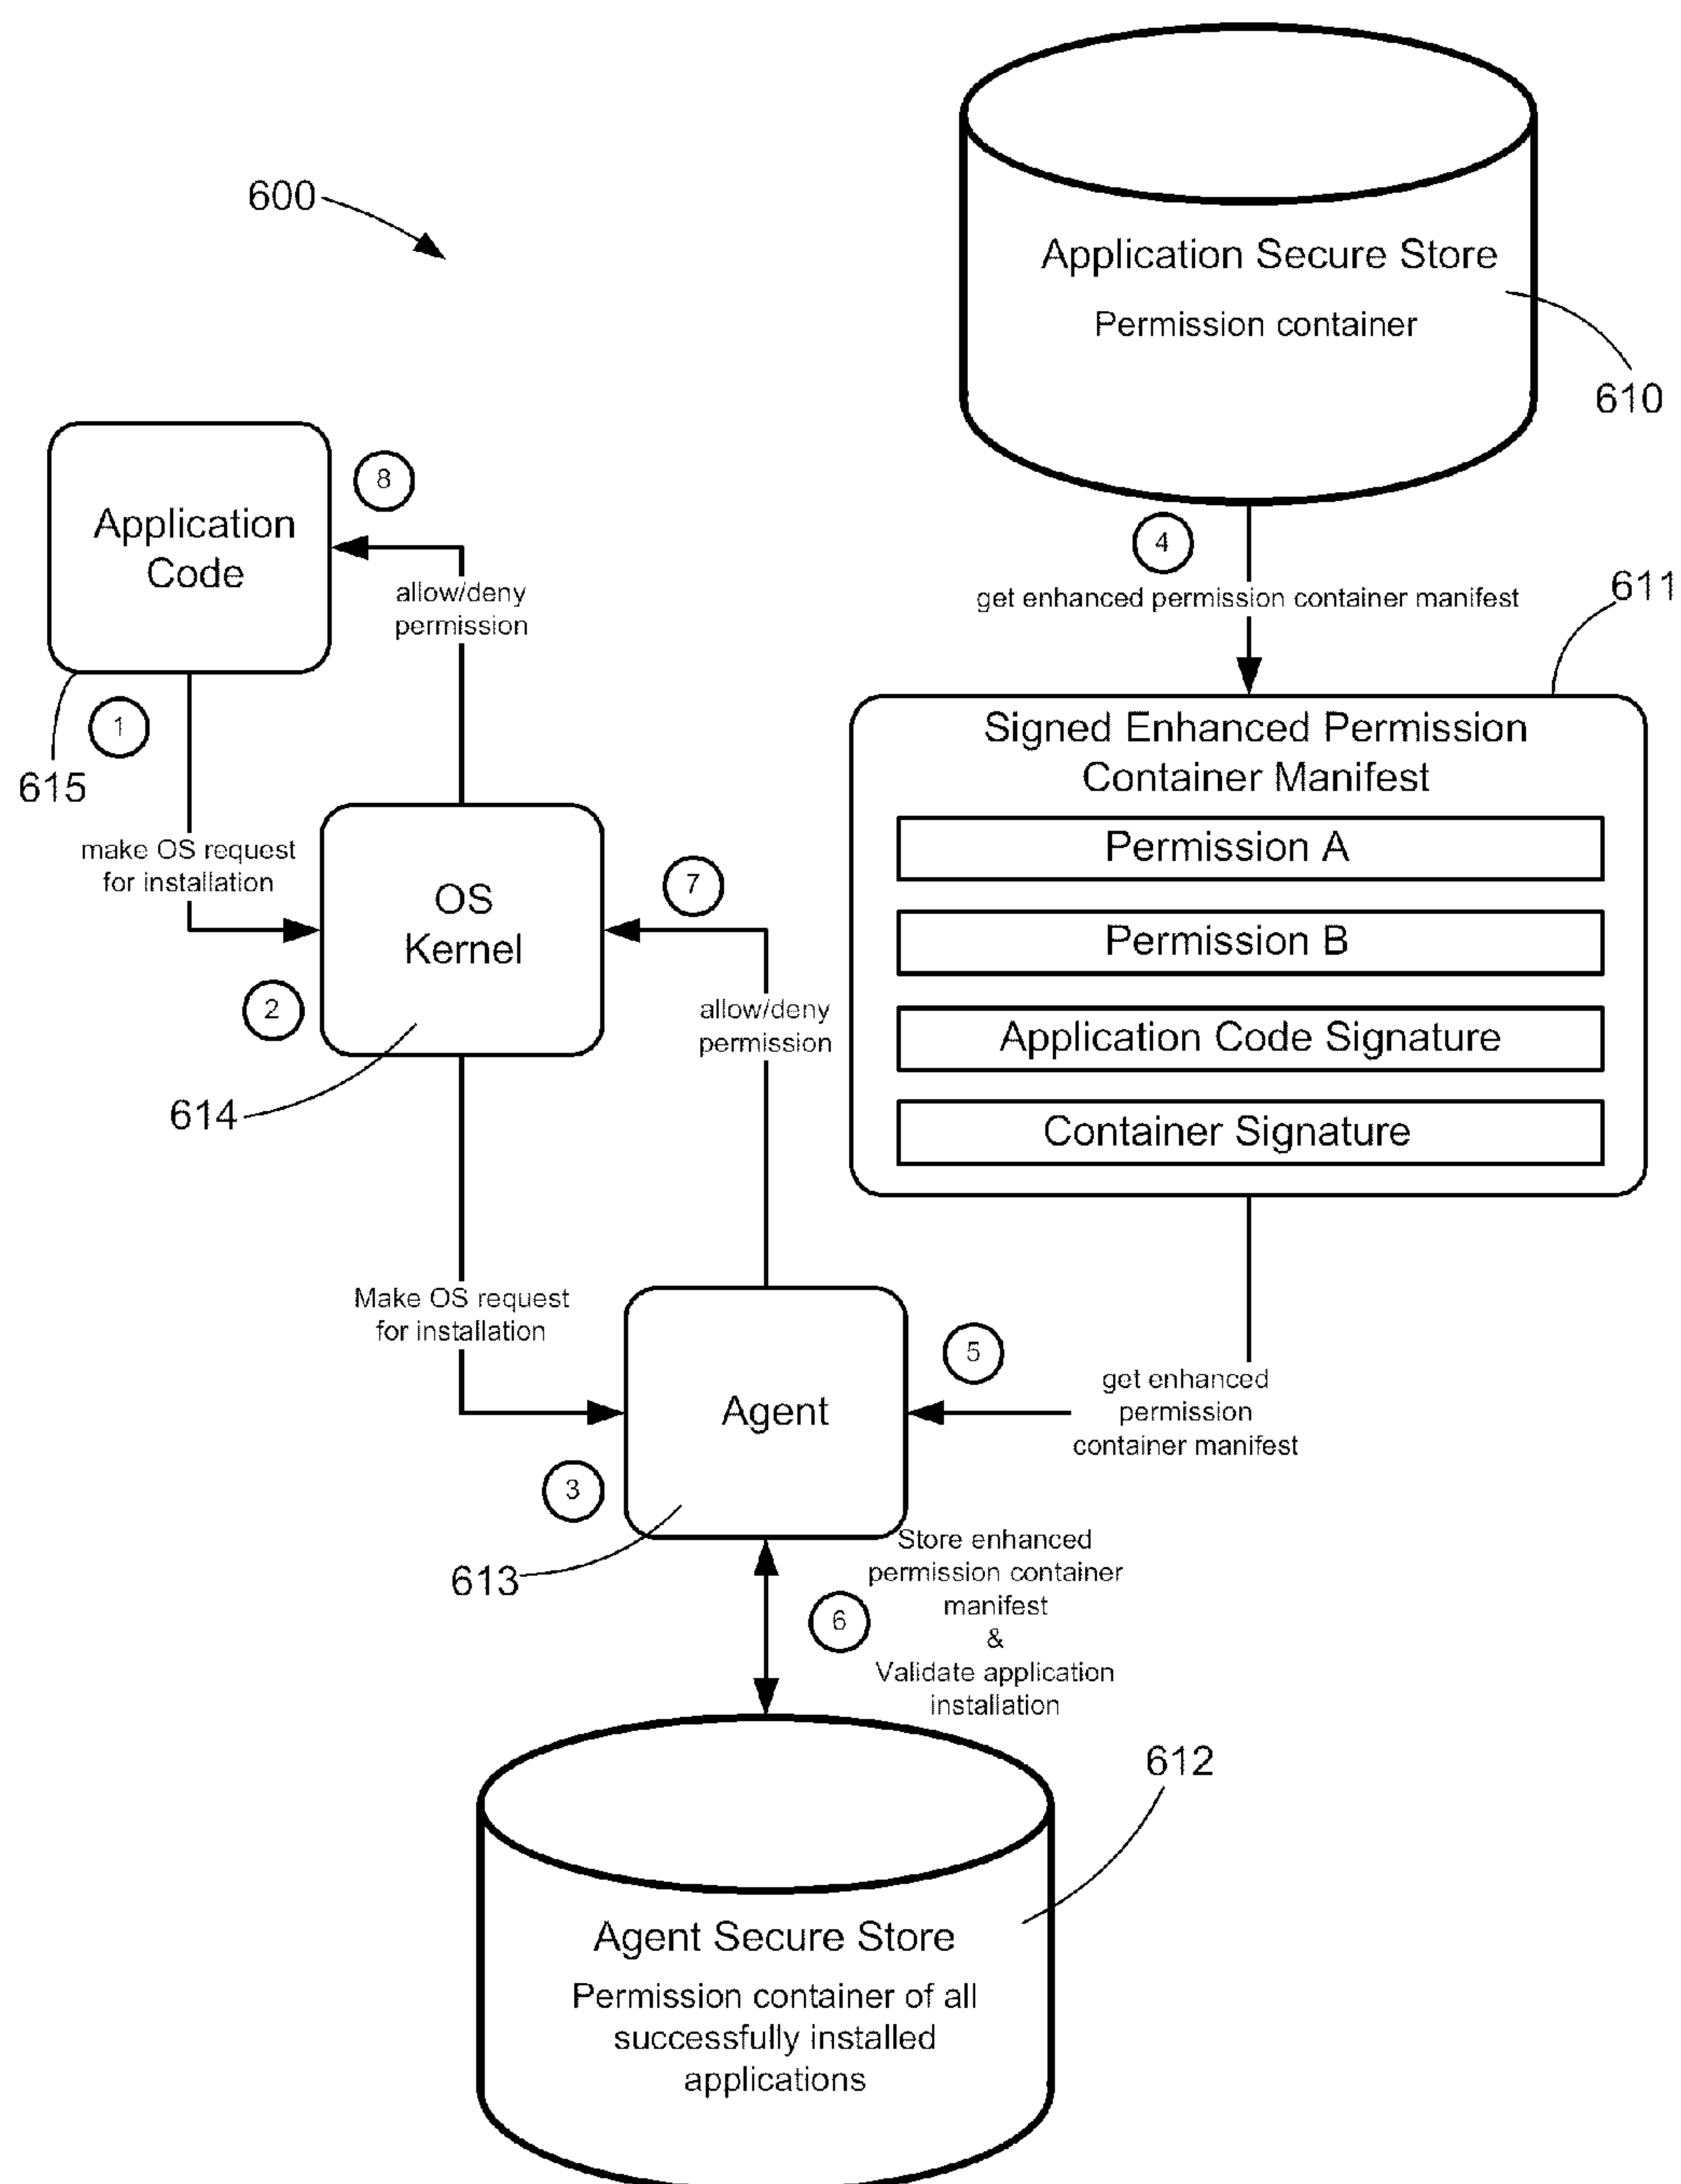 600
Application Secure Store
Permission container
610
Application
Code
8
allow/deny
permission
4
get enhanced permission container manifest
611
615
1
make OS request
for installation
Signed Enhanced Permission
Container Manifest
Permission A
Permission B
Application Code Signature
Container Signature
OS
Kernel
7
2
614
allow/deny
permission
Make OS request
for installation
Agent
5
get enhanced
permission
container manifest
3
613
6
Store enhanced
permission container
manifest
&
Validate application
installation
612
Agent Secure Store
Permission container of all
successfully installed
applications